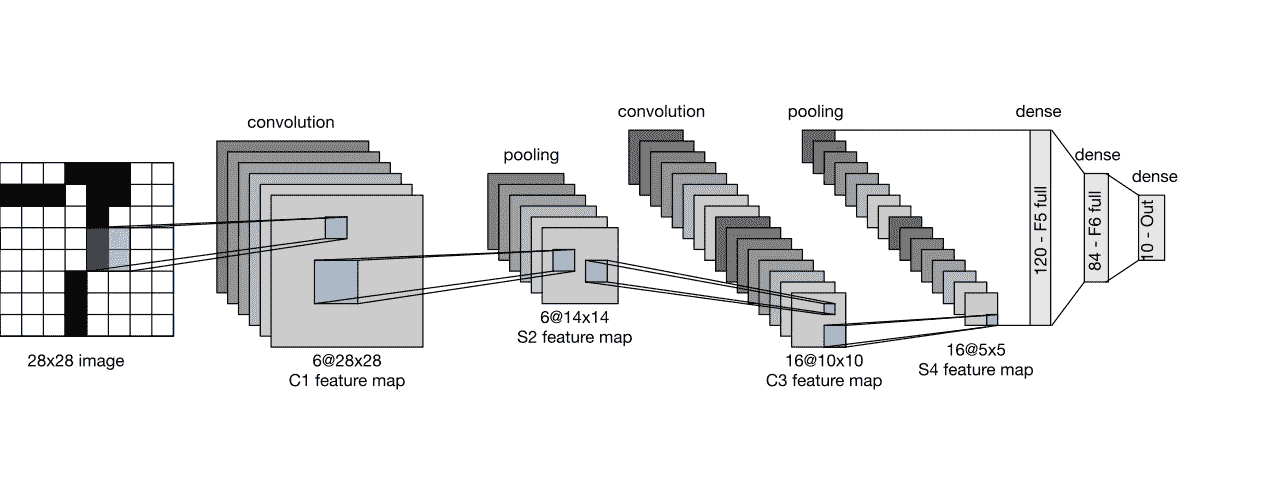 convolution
pooling
convolution
pooling
dense
dense
dense
28x28 image
6@28x28
C1 feature map
6@14x14
S2 feature map
16@10x10
C3 feature map
16@5x5
S4 feature map
120 - F5 full
84 - F6 full
10 - Out